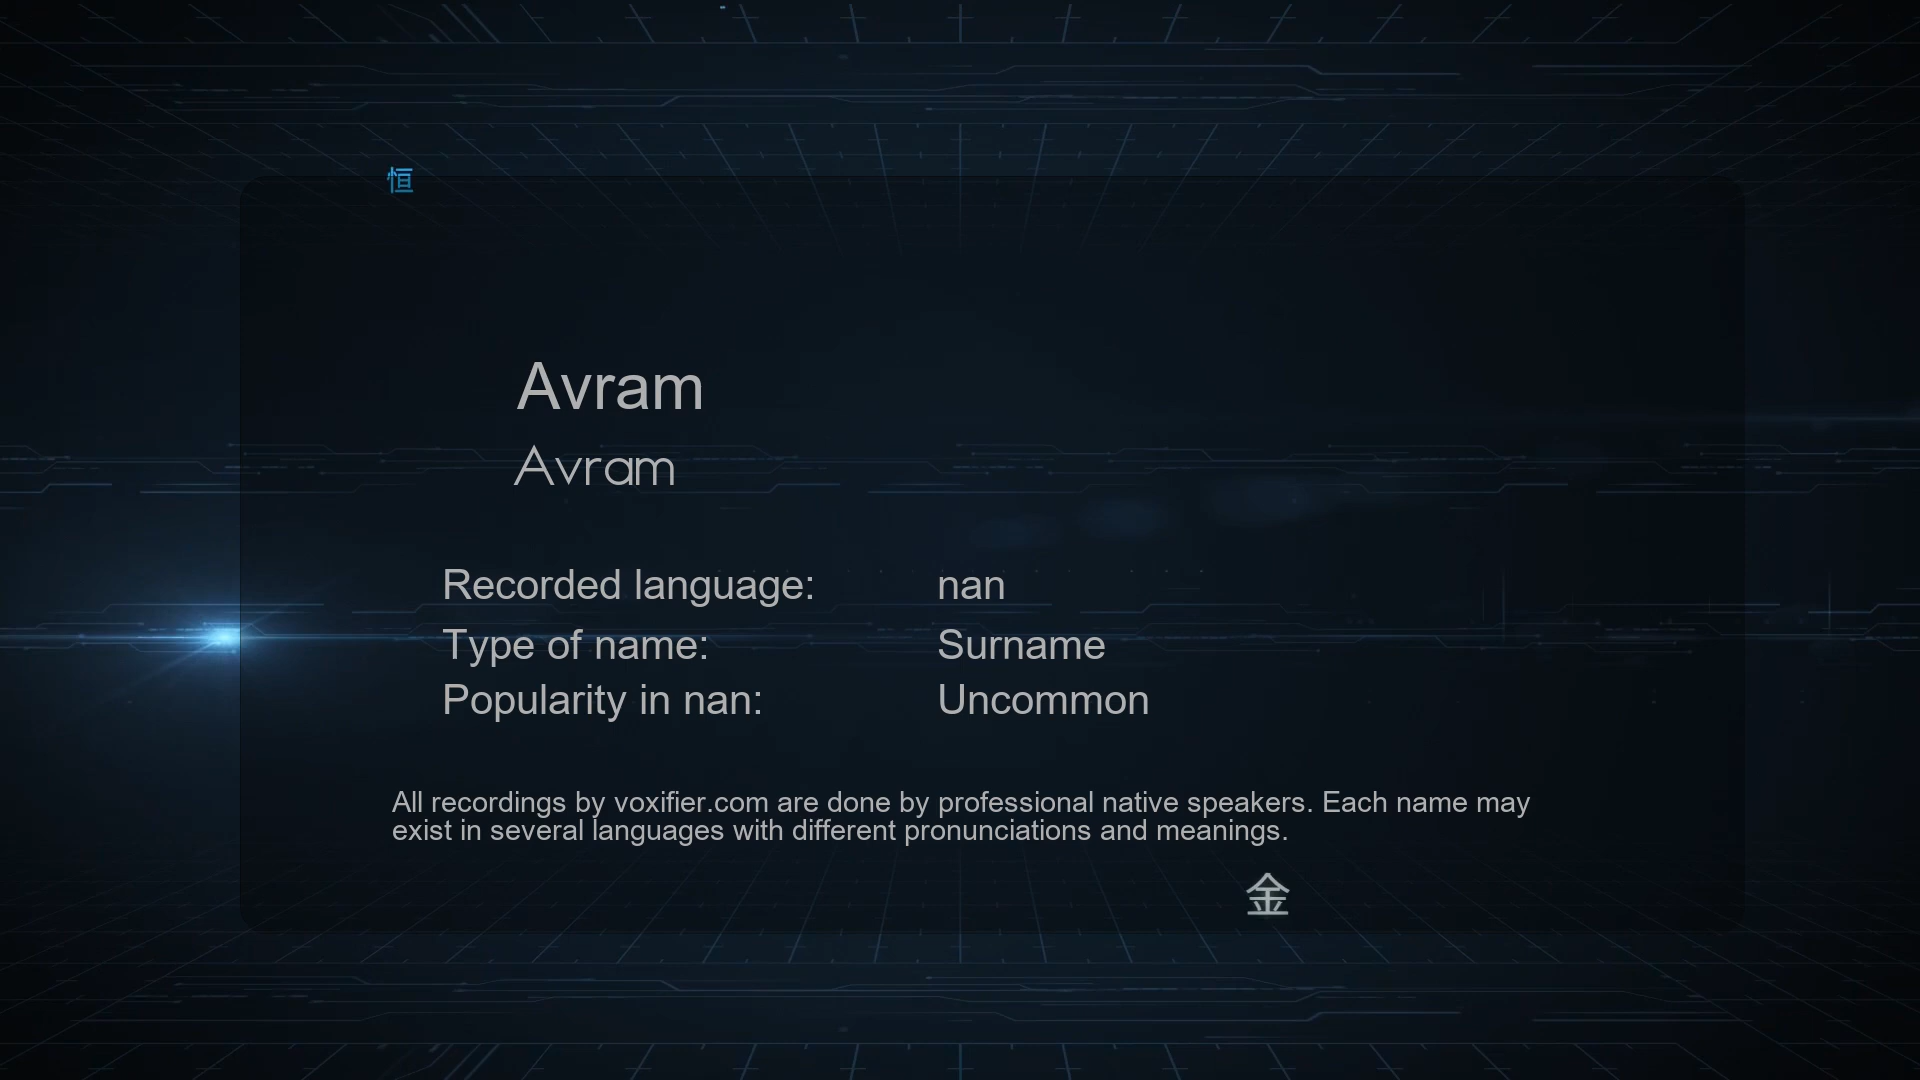 恒
Avram
Avram
Recorded language: nan
Type of name: Surname
Popularity in nan: Uncommon
All recordings by voxifier.com are done by professional native speakers. Each name may
exist in several languages with different pronunciations and meanings.
金